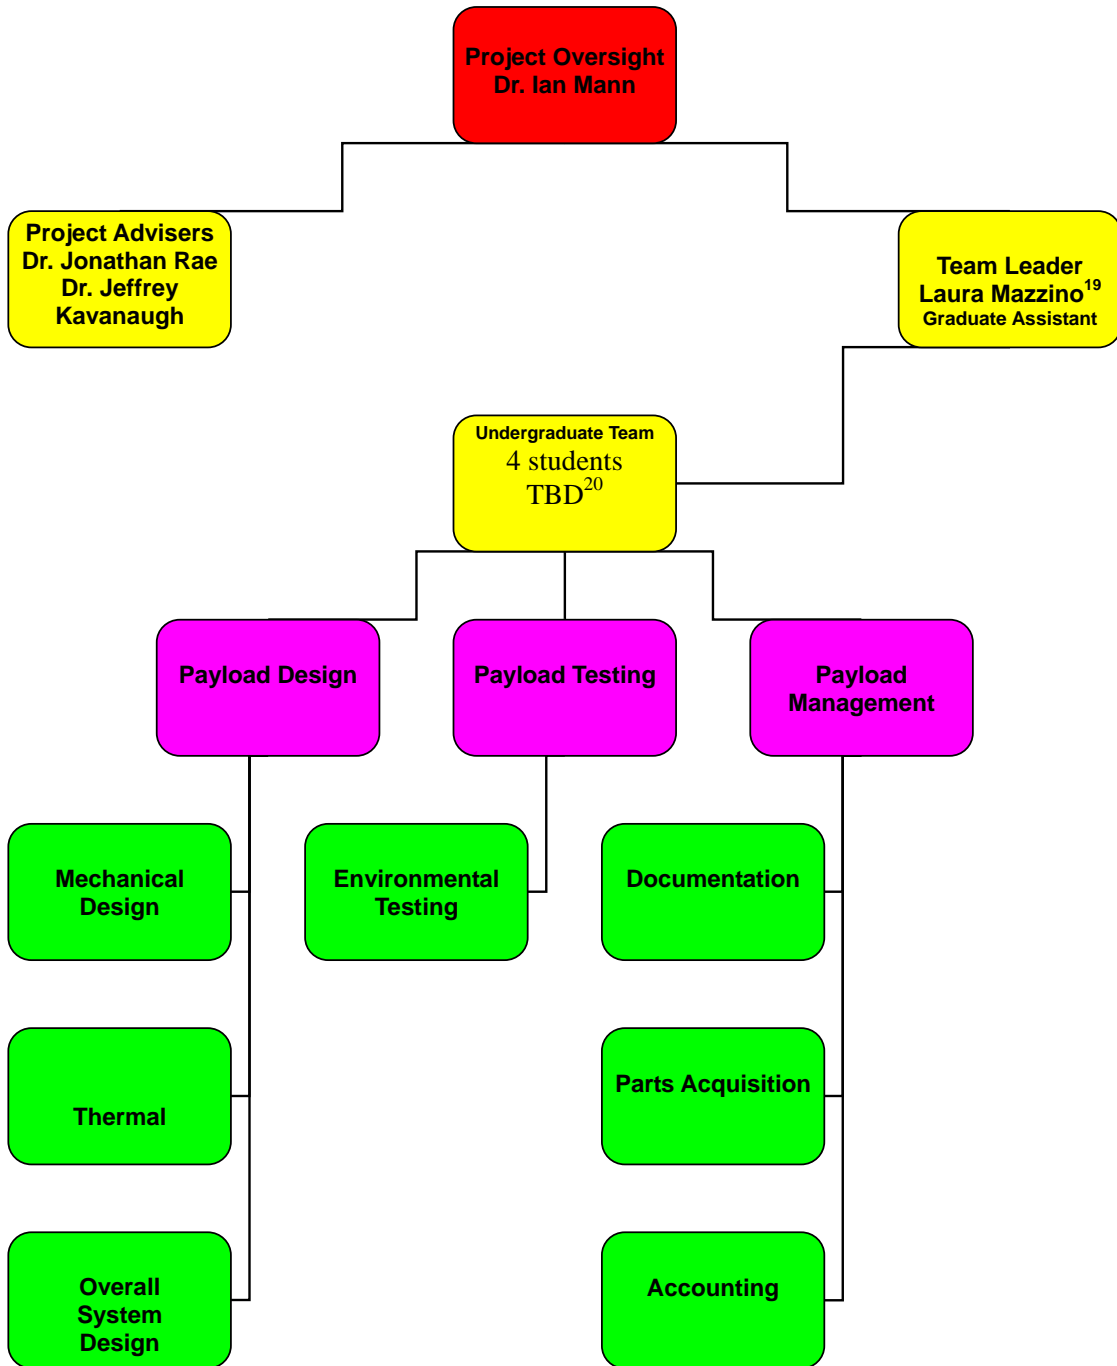 Project Oversight
Dr. Ian Mann
Project Advisers
Dr. Jonathan Rae
Dr. Jeffrey
Kavanaugh
Team Leader
Laura Mazzino19
Graduate Assistant
Undergraduate Team
4 students
TBD20
Payload Design
Payload Testing
Payload
Management
Mechanical
Design
Environmental
Testing
Documentation
Thermal
Parts Acquisition
Overall
System
Design
Accounting